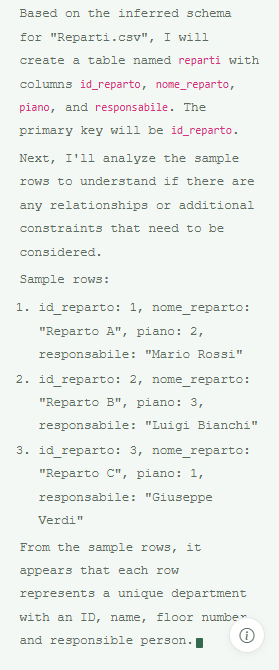 Based on the inferred schema
for "Reparti.csv", I will
create a table named reparti with
columns id_reparto, nome_reparto,
piano, and responsabile. The
primary key will be id_reparto.
Next, I'll analyze the sample
rows to understand if there are
any relationships or additional
constraints that need to be
considered.
Sample rows:
1. id_reparto: 1, nome_reparto:
"Reparto A", piano: 2,
responsabile: "Mario Rossi"
2. id_reparto: 2, nome_reparto:
"Reparto B", piano: 3,
responsabile: "Luigi Bianchi"
3. id_reparto: 3, nome_reparto:
"Reparto C", piano: 1,
responsabile: "Giuseppe
Verdi"
From the sample rows, it
appears that each row
represents a unique department
with an ID, name, floor number
and responsible person.